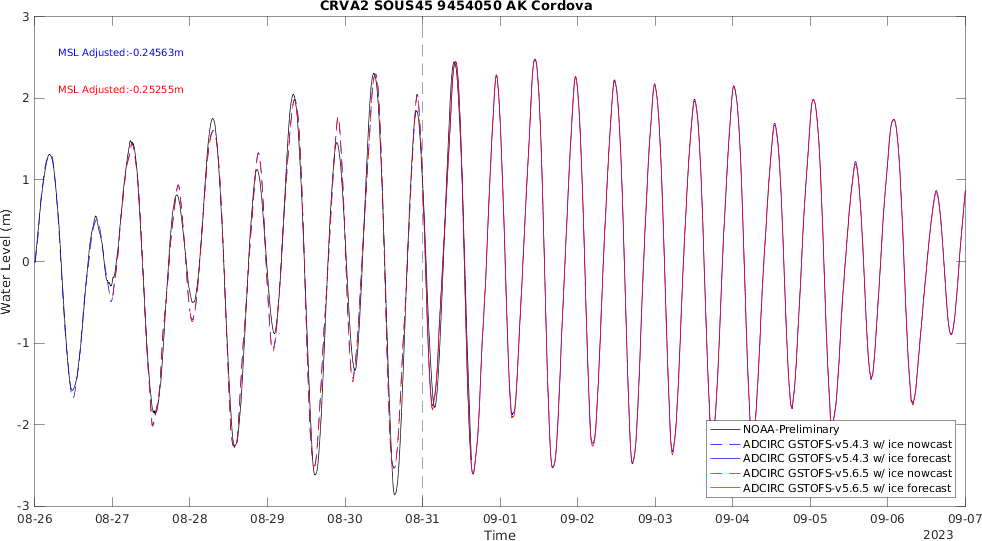 CRVA2 SOUS45 9454050 AK Cordova
3
2
1
0
-1
-2
-3
Water Level (m)
MSL Adjusted:-0.24563m
MSL Adjusted:-0.25255m
NOAA-Preliminary
ADCIRC GSTOFS-v5.4.3 w/ ice nowcast
ADCIRC GSTOFS-v5.4.3 w/ ice forecast
ADCIRC GSTOFS-v5.6.5 w/ ice nowcast
ADCIRC GSTOFS-v5.6.5 w/ ice forecast
08-26 08-27 08-28 08-29 08-30 08-31 09-01 09-02 09-03 09-04 09-05 09-06 09-07
Time
2023